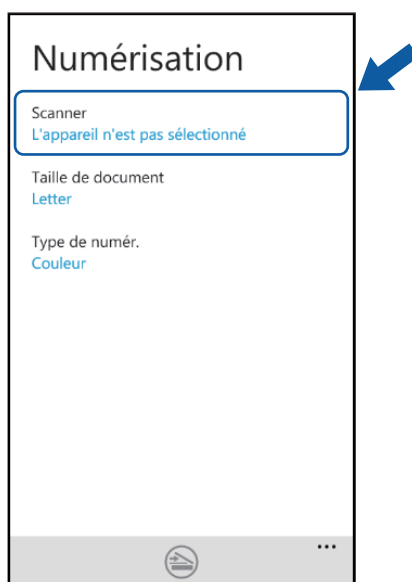 Numérisation
Scanner
L'appareil n'est pas sélectionné
Taille de document
Letter
Type de numér.
Couleur
...